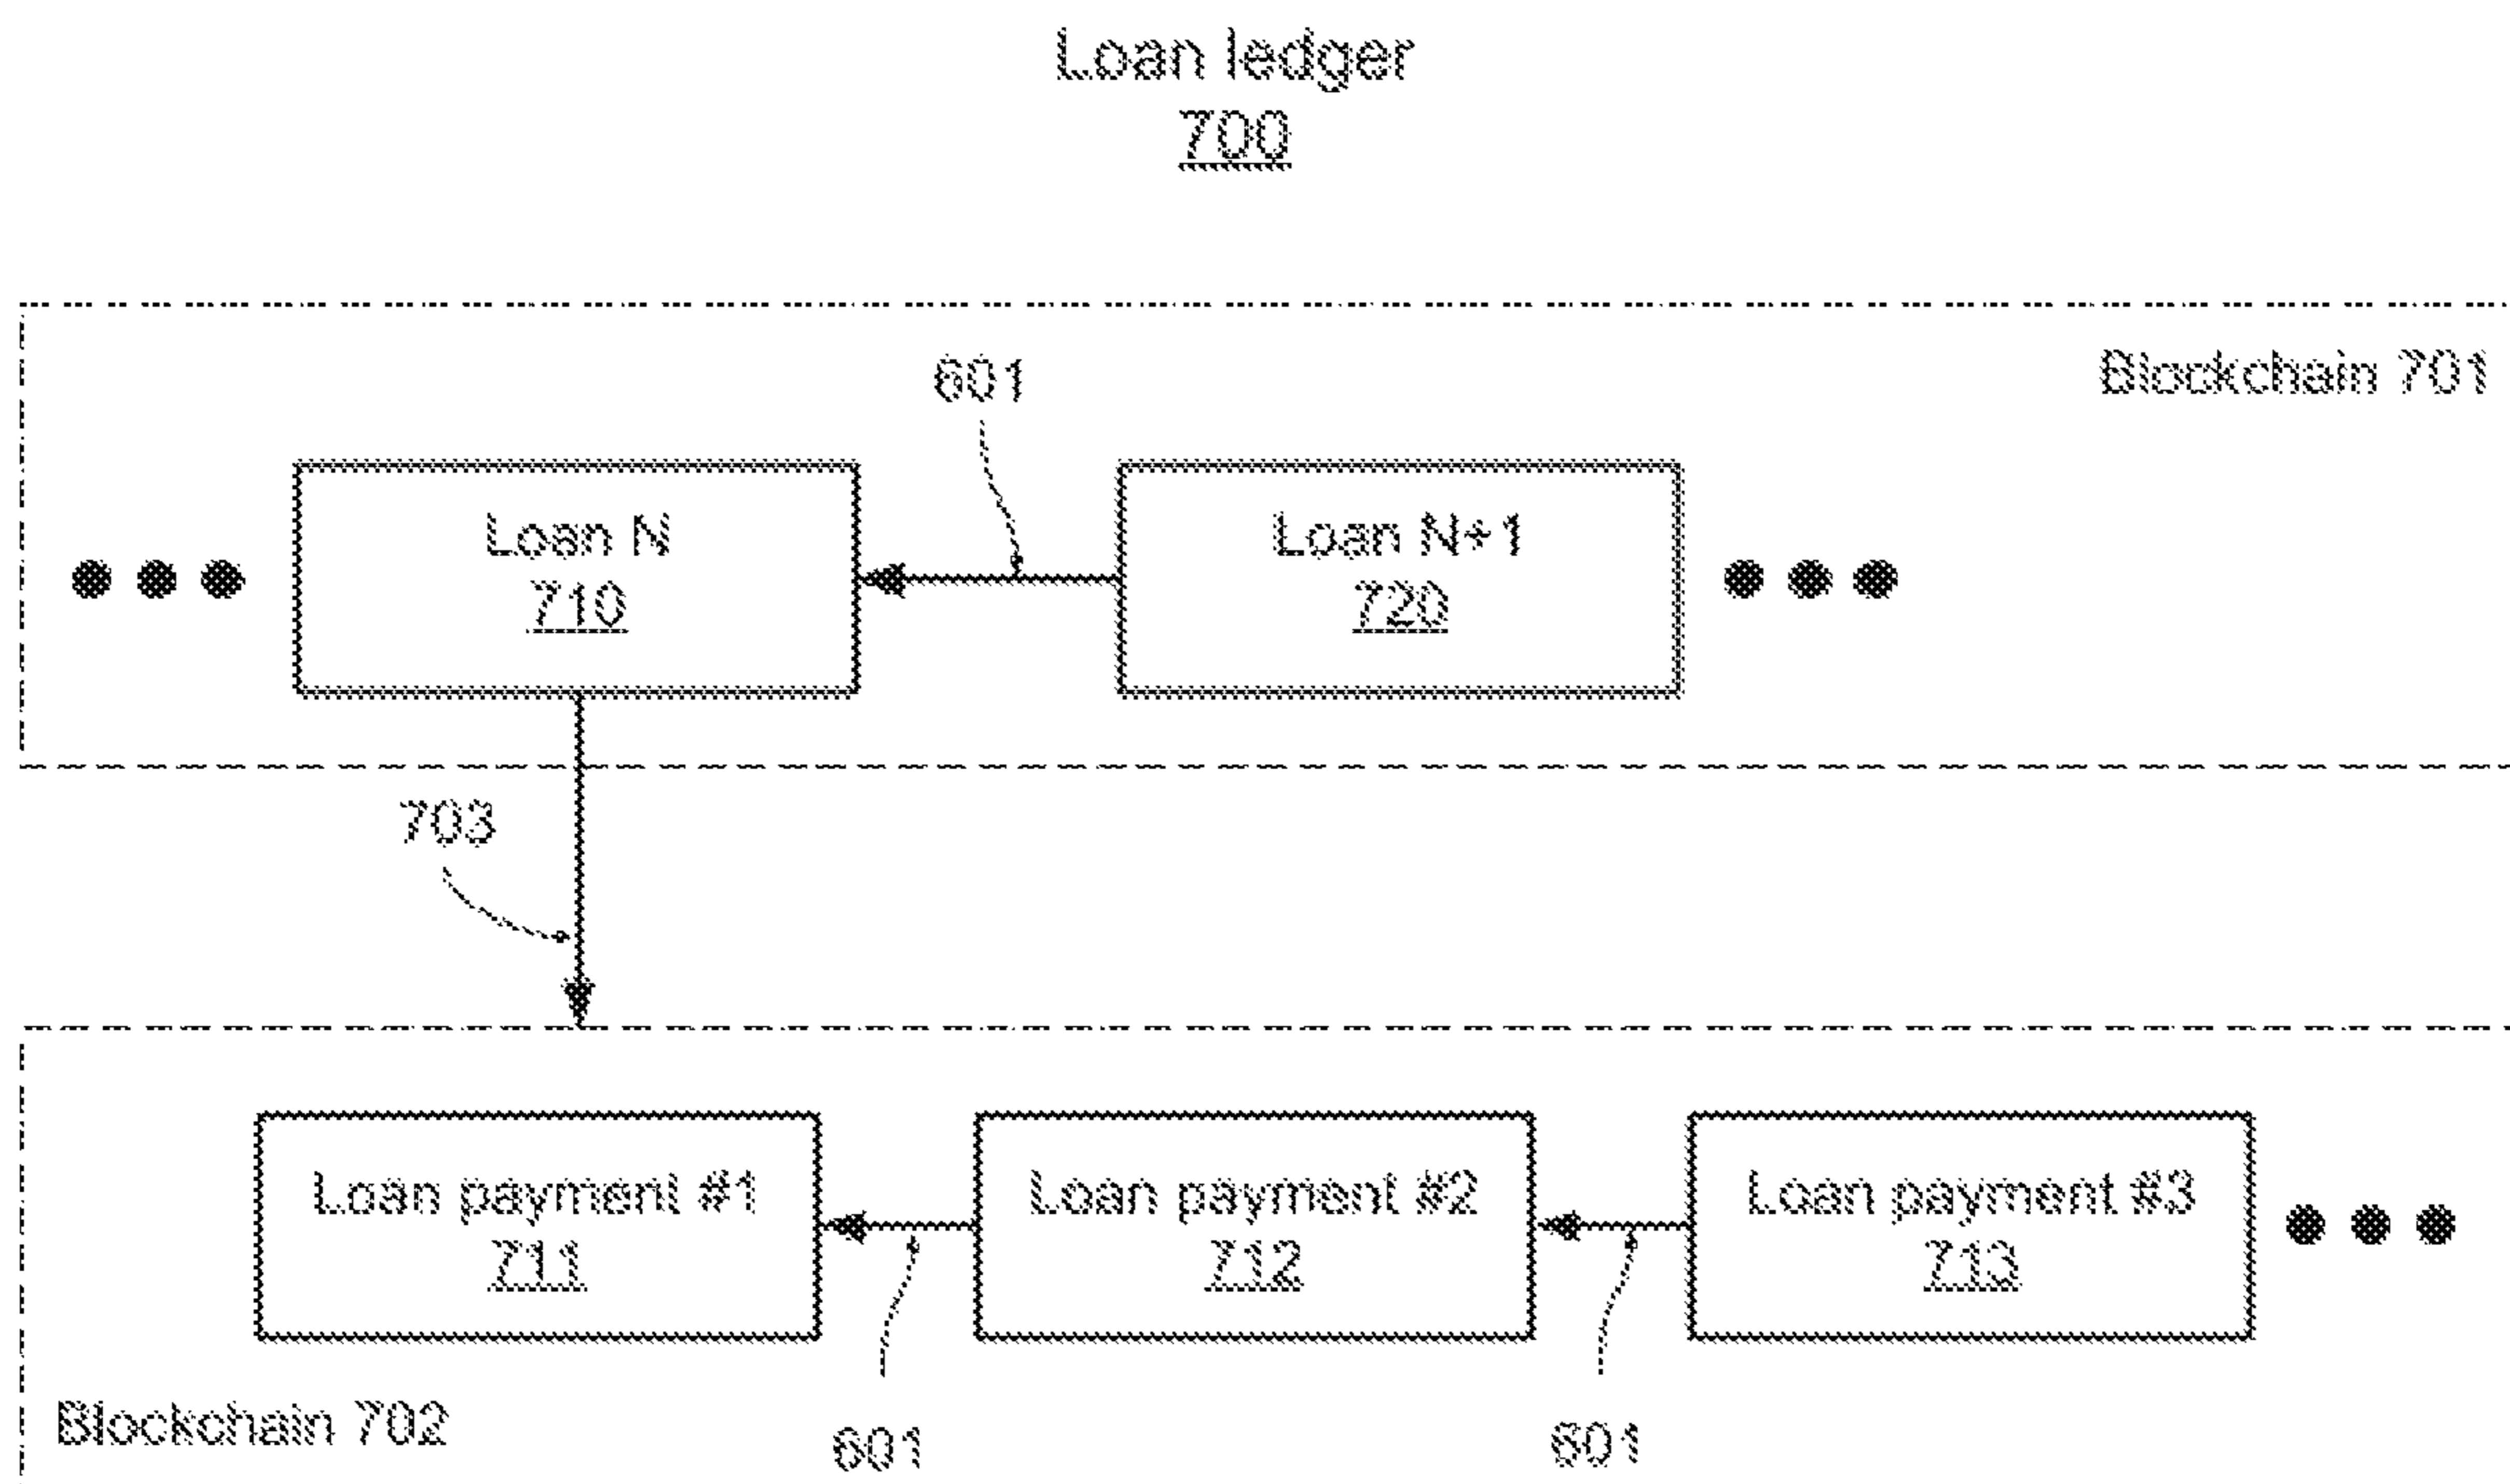 Loan ledger
700
601
Blockchain 701
Loan N
710
Loan N+1
720
703
Loan payment #1
711
Loan payment #2
712
Loan payment #3
713
Blockchain 702
601
601